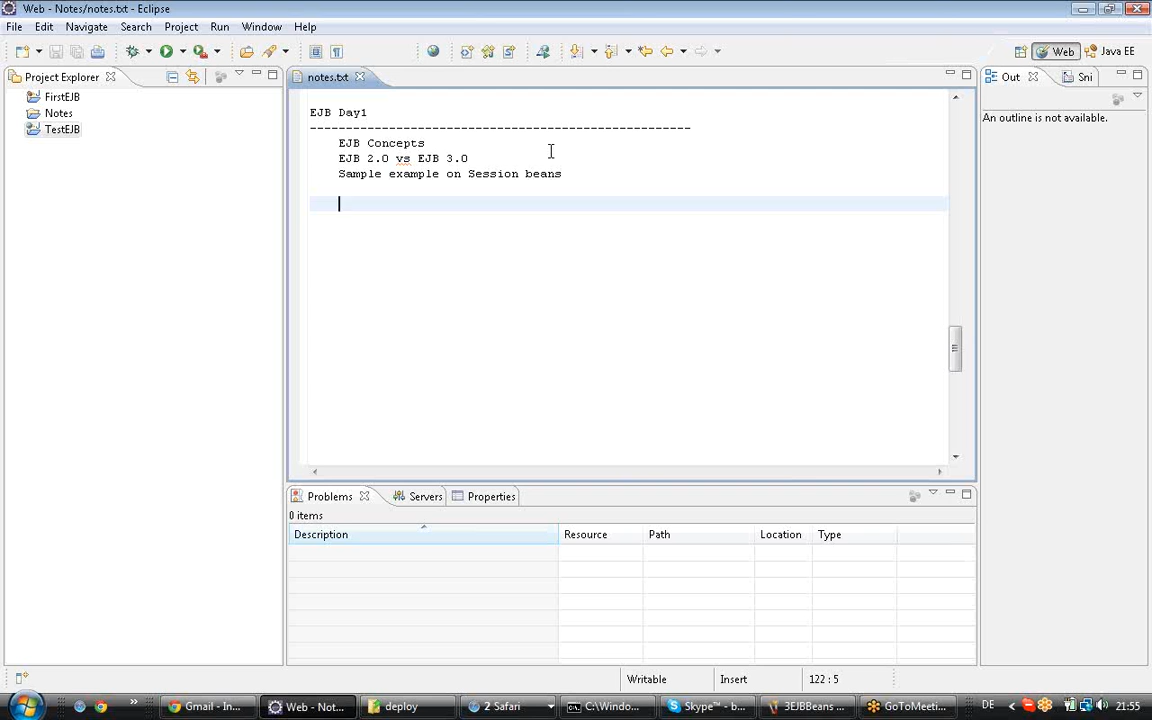 Web - Notes/notes.txt - Eclipse
File Edit Navigate Search Project Run Window Help
Web Java EE
Project Explorer
notes.txt
Out Sni
FirstEJB
Notes
TestEJB
An outline is not available.
EJB Day1
-----------------------------------------------------
EJB Concepts
EJB 2.0 vs EJB 3.0
Sample example on Session beans
Problems Servers Properties
0 items
Description Resource Path Location Type
Writable Insert 122 : 5
Gmail - In... Web - Not... deploy 2 Safari C:\Windo... Skype™ - b... 3EJBBeans ... GoToMeeti... DE 21:55